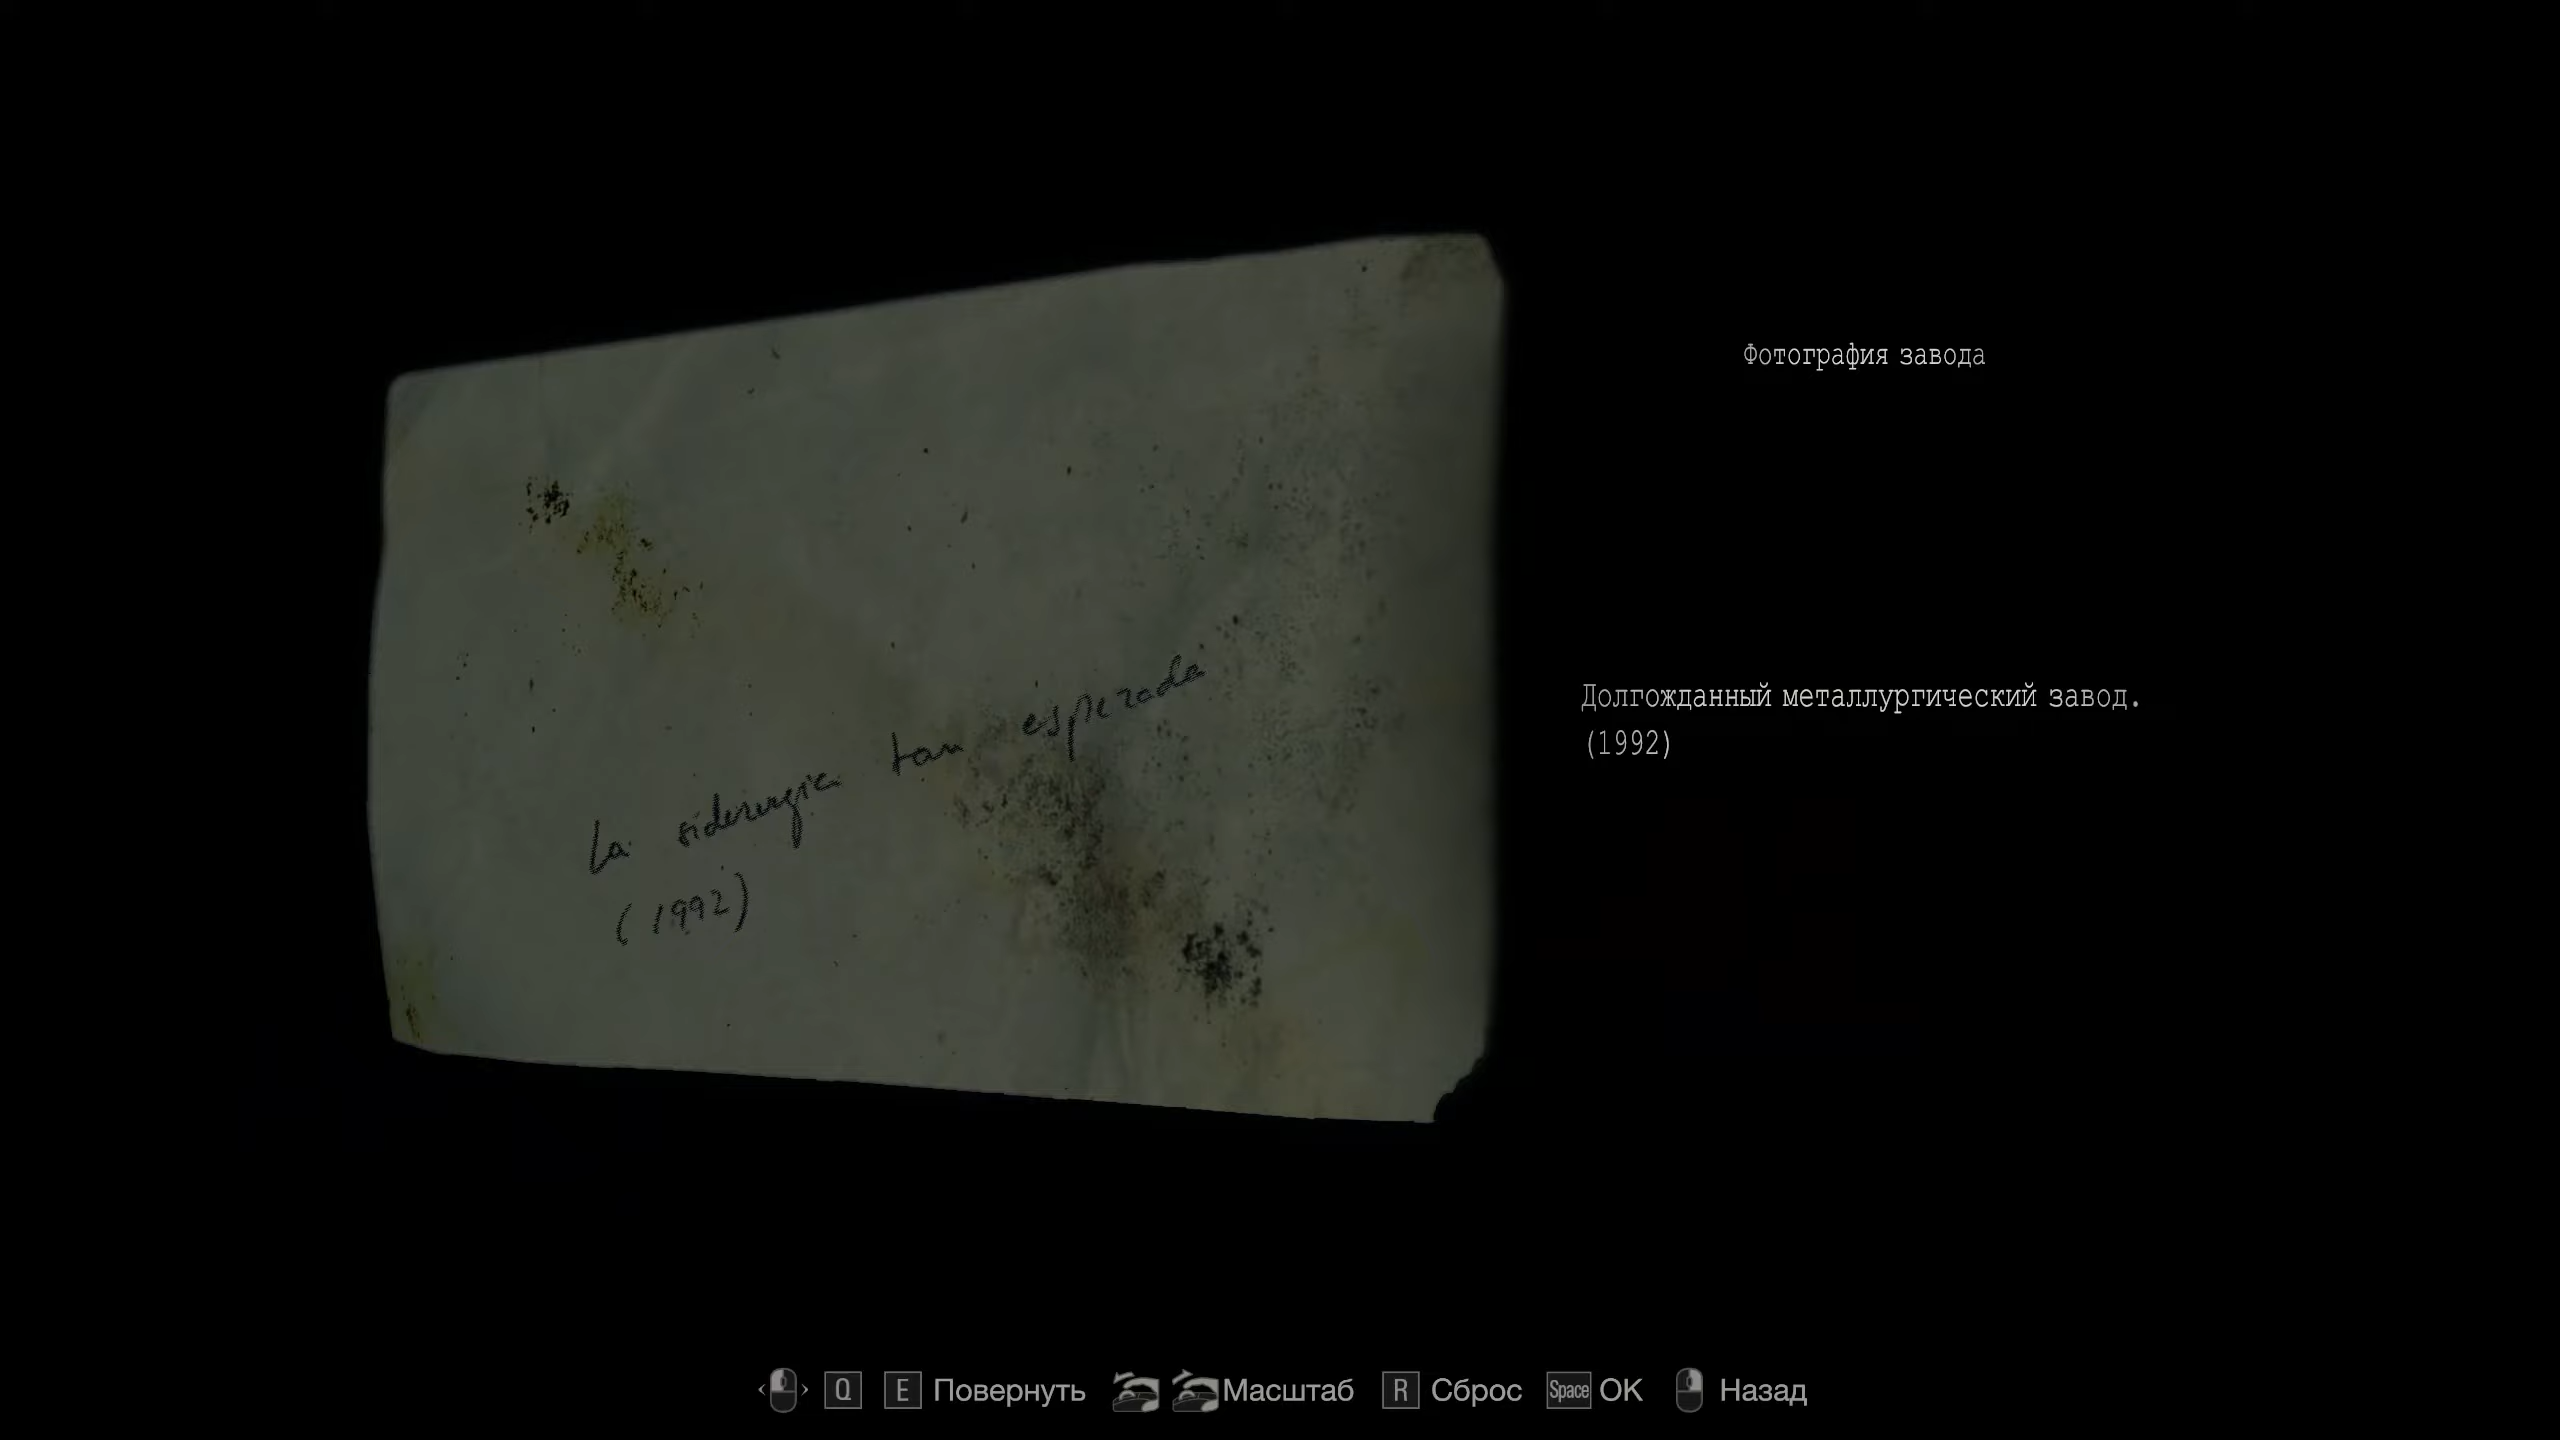 Фотография завода
La siderurgia tan esperada
(1992)
Долгожданный металлургический завод.
(1992)
Q E Повернуть Масштаб R Сброс Space OK Назад